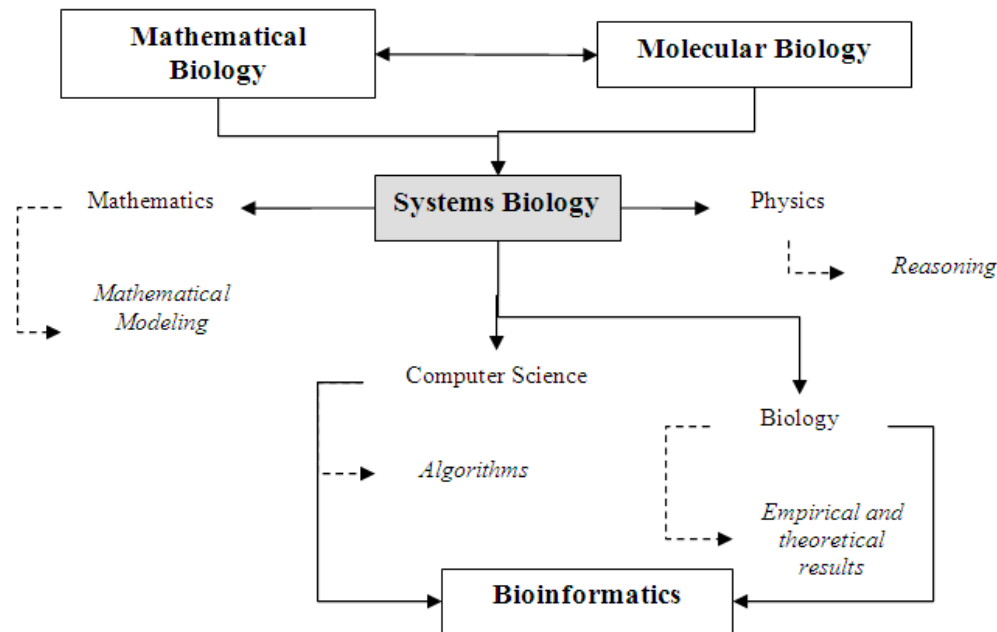 Mathematical
Biology
Molecular Biology
Systems Biology
Mathematics
Physics
Reasoning
Mathematical
Modeling
Computer Science
Biology
Algorithms
Empirical and
theoretical
results
Bioinformatics